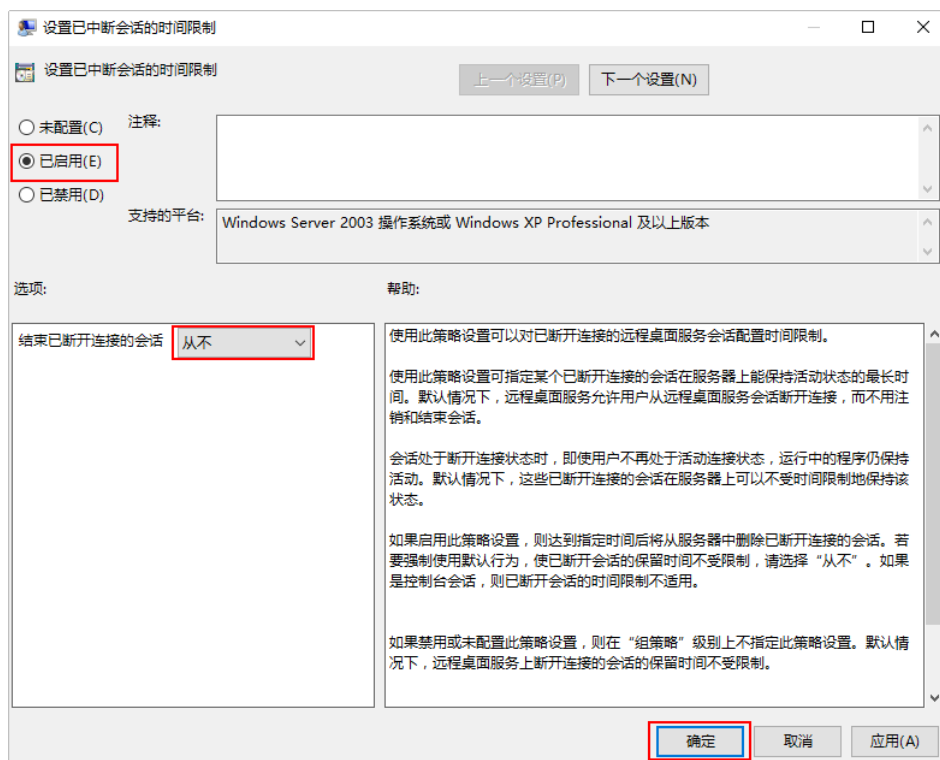 设置已中断会话的时间限制
设置已中断会话的时间限制
上一个设置(P)
下一个设置(N)
未配置(C)
注释:
已启用(E)
已禁用(D)
支持的平台:
Windows Server 2003 操作系统或 Windows XP Professional 及以上版本
选项:
帮助:
结束已断开连接的会话
从不
使用此策略设置可以对已断开连接的远程桌面服务会话配置时间限制。
使用此策略设置可指定某个已断开连接的会话在服务器上能保持活动状态的最长时
间。默认情况下，远程桌面服务允许用户从远程桌面服务会话断开连接，而不用注
销和结束会话。
会话处于断开连接状态时，即使用户不再处于活动连接状态，运行中的程序仍保持
活动。默认情况下，这些已断开连接的会话在服务器上可以不受时间限制地保持该
状态。
如果启用此策略设置，则达到指定时间后将从服务器中删除已断开连接的会话。若
要强制使用默认行为，使已断开会话的保留时间不受限制，请选择“从不”。如果
是控制台会话，则已断开会话的时间限制不适用。
如果禁用或未配置此策略设置，则在“组策略”级别上不指定此策略设置。默认情
况下，远程桌面服务上断开连接的会话的保留时间不受限制。
确定
取消
应用(A)